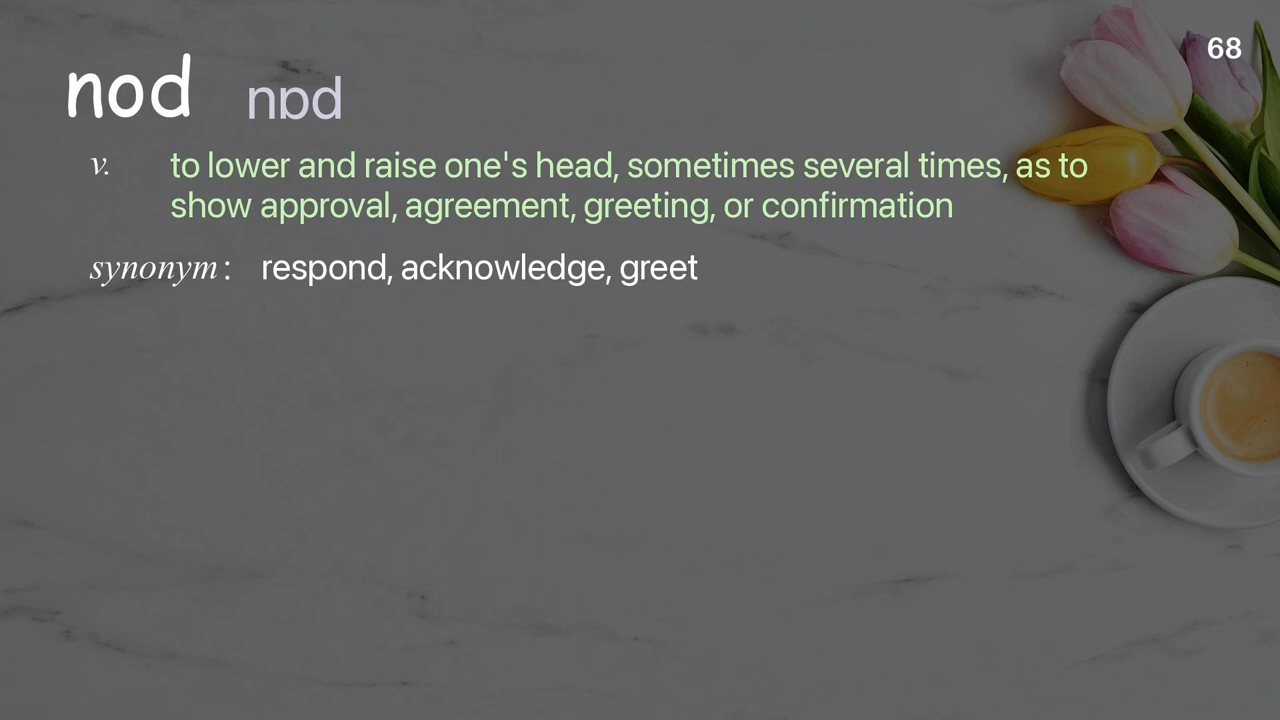 68
nod nɒd
v. to lower and raise one's head, sometimes several times, as to
show approval, agreement, greeting, or confirmation
synonym : respond, acknowledge, greet